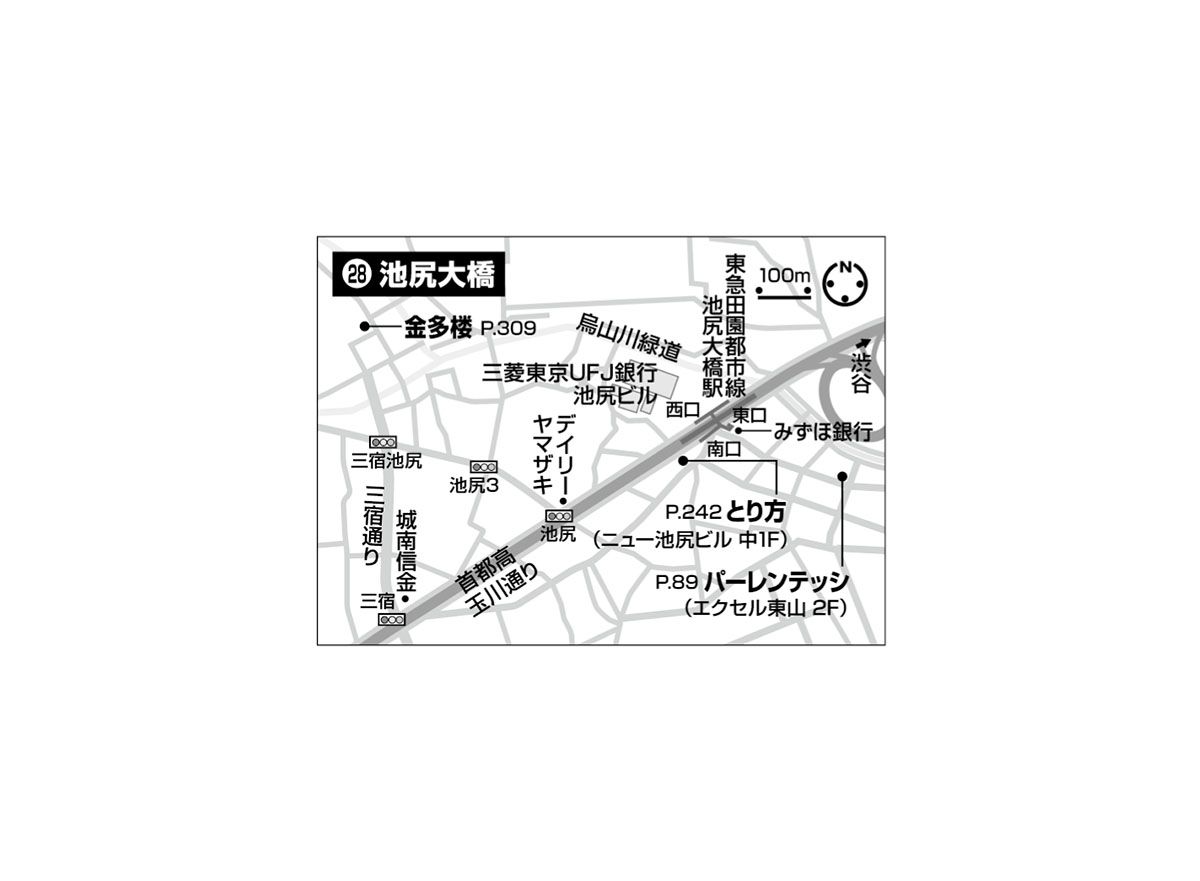 28 池尻大橋
金多楼 P.309
烏山川緑道
三菱東京UFJ銀行
池尻ビル
東急田園都市線
池尻大橋駅
100m
N
渋谷
西口
東口
みずほ銀行
南口
デイリー
ヤマザキ
三宿池尻
池尻3
池尻
P.242 とり方
(ニュー池尻ビル 中1F)
三宿通り
城南信金
首都高
玉川通り
P.89 パーレンテッシ
(エクセル東山 2F)
三宿